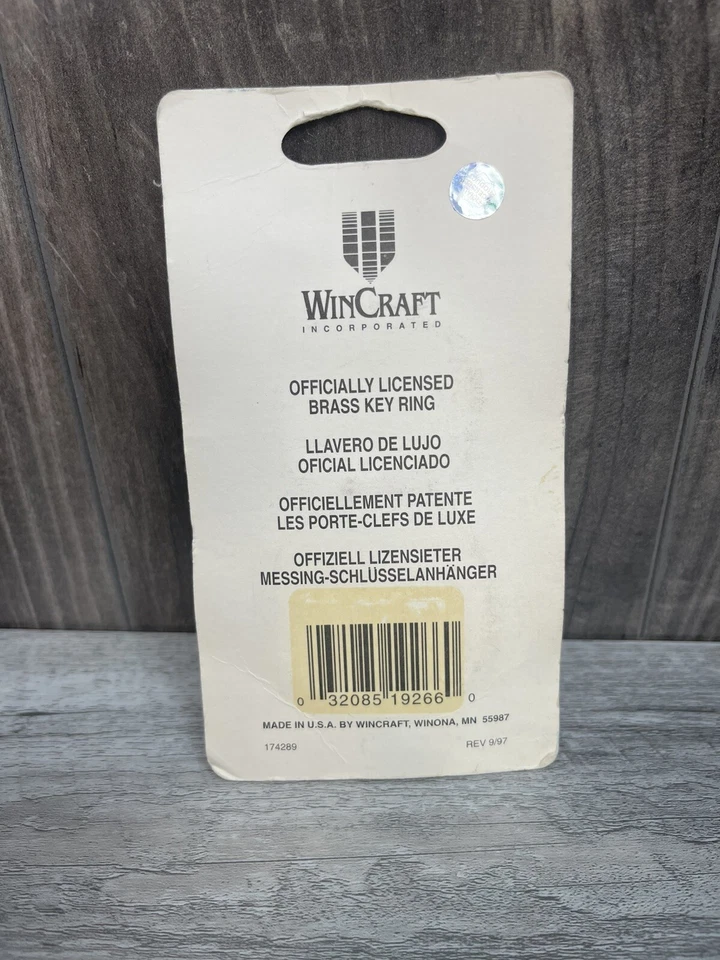 WINCRAFT
INCORPORATED
OFFICIALLY LICENSED
BRASS KEY RING
LLAVERO DE LUJO
OFICIAL LICENCIADO
OFFICIELLEMENT PATENTE
LES PORTE-CLEFS DE LUXE
OFFIZIELL LIZENSIETER
MESSING-SCHLÜSSELANHÄNGER
0 32085 19266 0
MADE IN U.S.A. BY WINCRAFT, WINONA, MN 55987
174289 REV 9/97